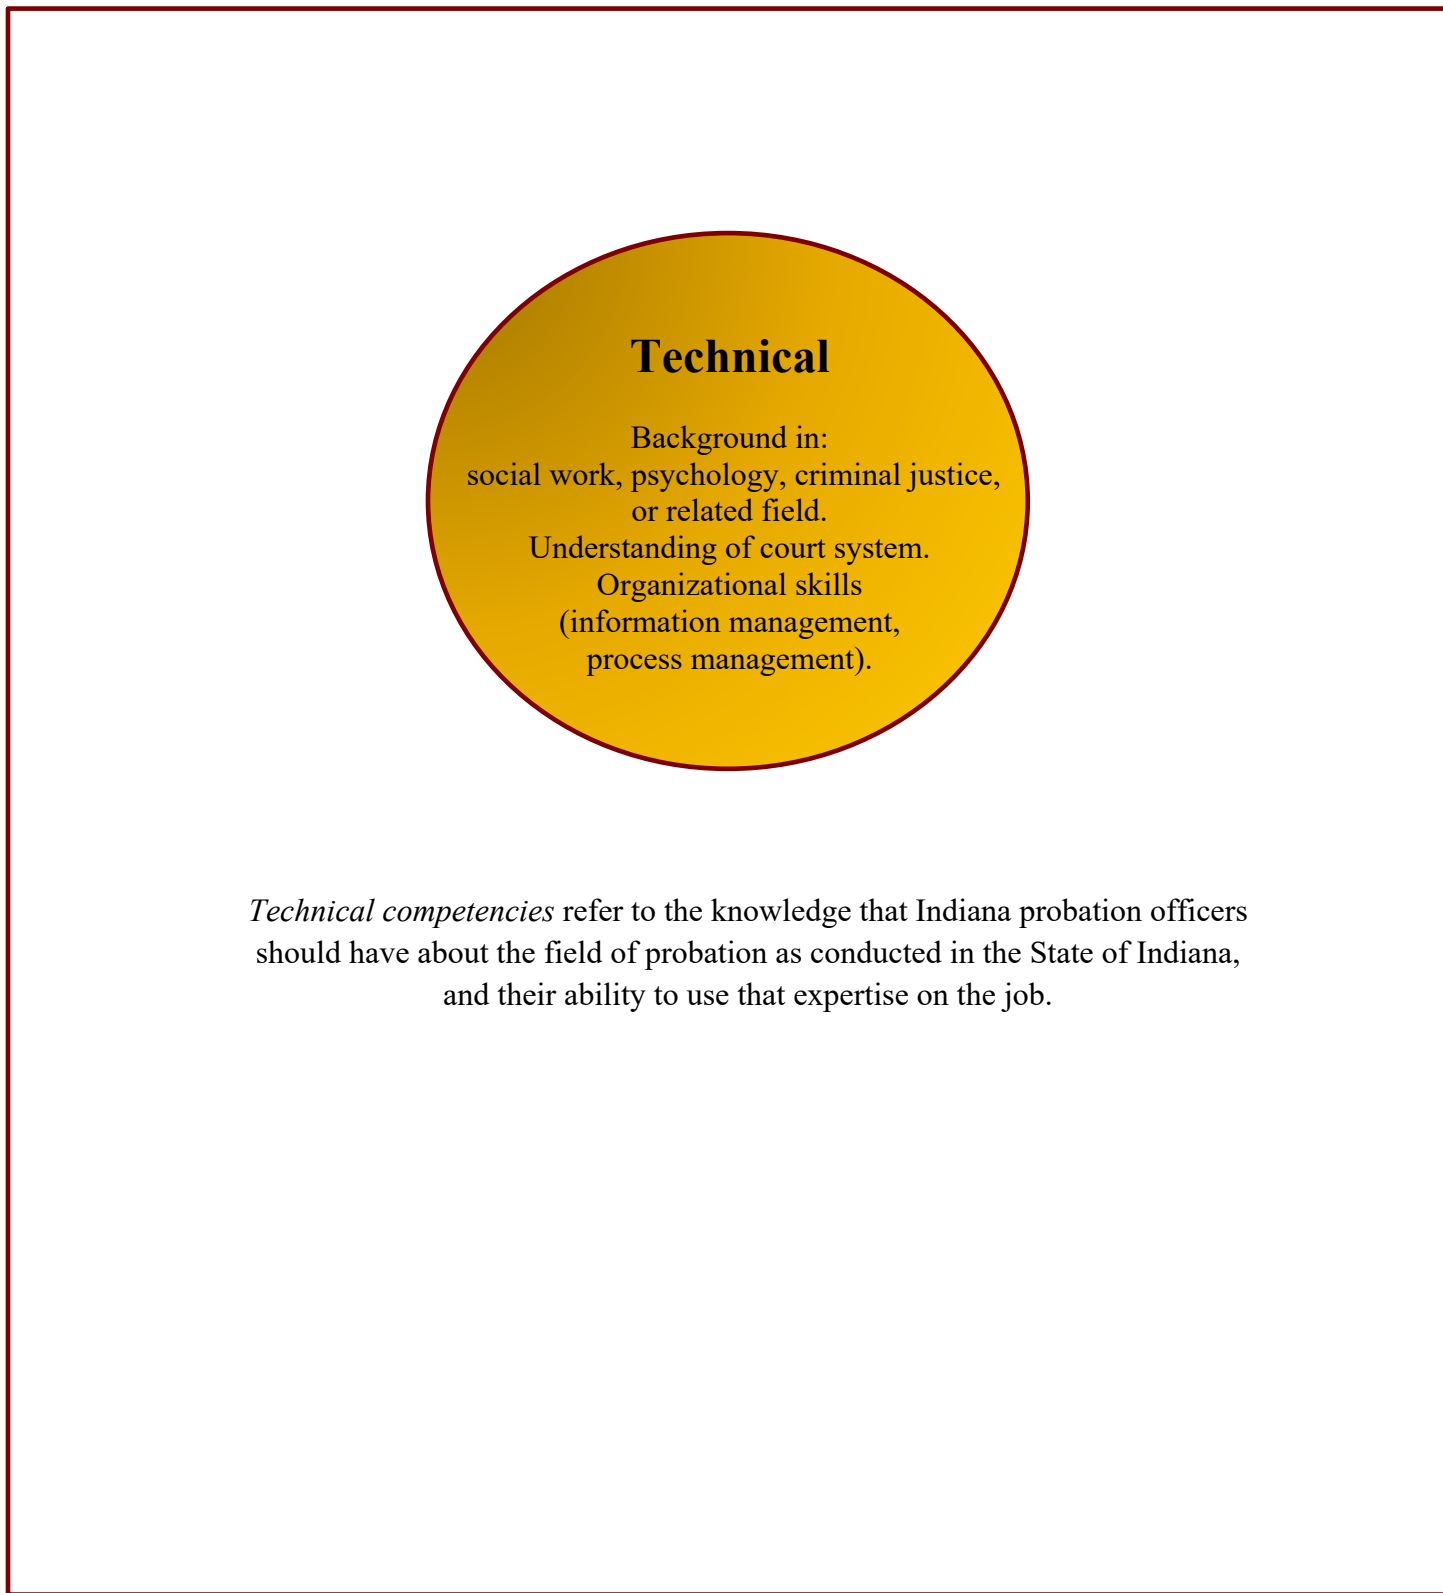 Technical
Background in:
social work, psychology, criminal justice,
or related field.
Understanding of court system.
Organizational skills
(information management,
process management).
Technical competencies refer to the knowledge that Indiana probation officers
should have about the field of probation as conducted in the State of Indiana,
and their ability to use that expertise on the job.